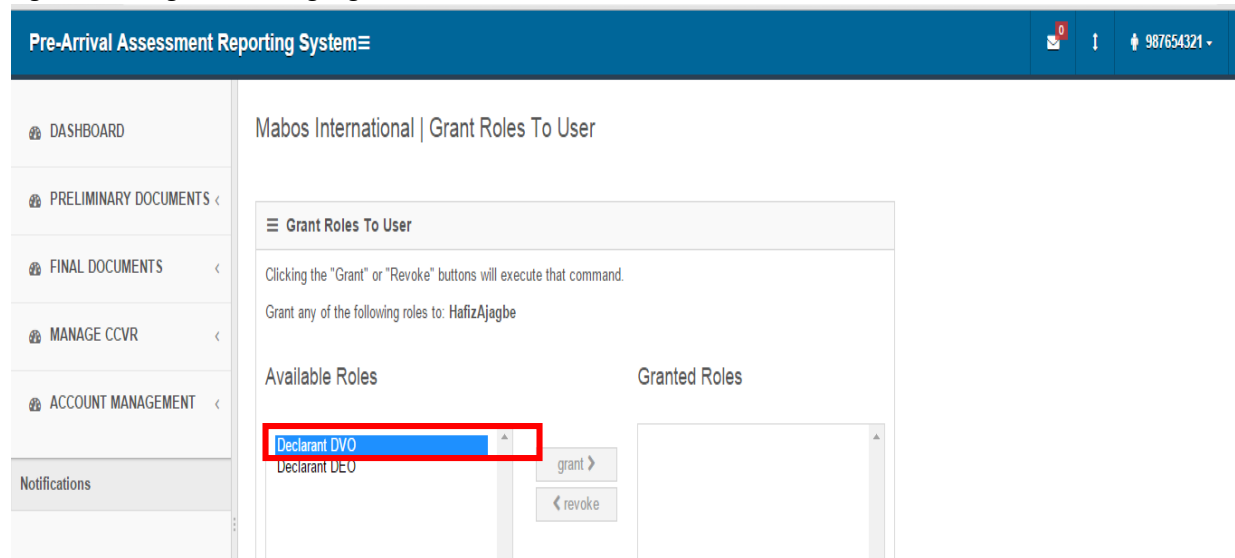 Pre-Arrival Assessment Reporting System
0
987654321
DASHBOARD
Mabos International | Grant Roles To User
PRELIMINARY DOCUMENTS
Grant Roles To User
FINAL DOCUMENTS
Clicking the "Grant" or "Revoke" buttons will execute that command.
Grant any of the following roles to: HafizAjagbe
MANAGE CCVR
Available Roles
Granted Roles
ACCOUNT MANAGEMENT
Declarant DVO
Declarant DEO
grant
revoke
Notifications